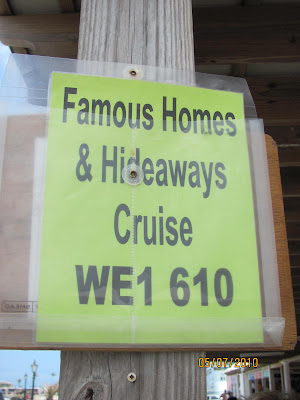 Famous Homes
& Hideaways
Cruise
WE1 610
05/07/2010